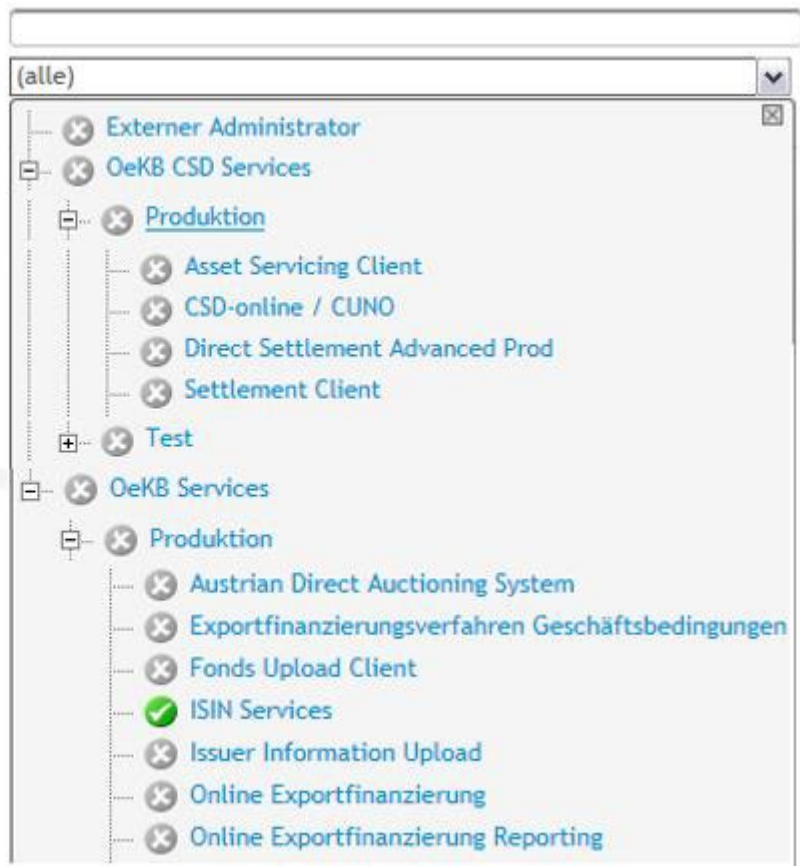 (alle)
Externer Administrator
OeKB CSD Services
Produktion
Asset Servicing Client
CSD-online / CUNO
Direct Settlement Advanced Prod
Settlement Client
Test
OeKB Services
Produktion
Austrian Direct Auctioning System
Exportfinanzierungsverfahren Geschäftsbedingungen
Fonds Upload Client
ISIN Services
Issuer Information Upload
Online Exportfinanzierung
Online Exportfinanzierung Reporting